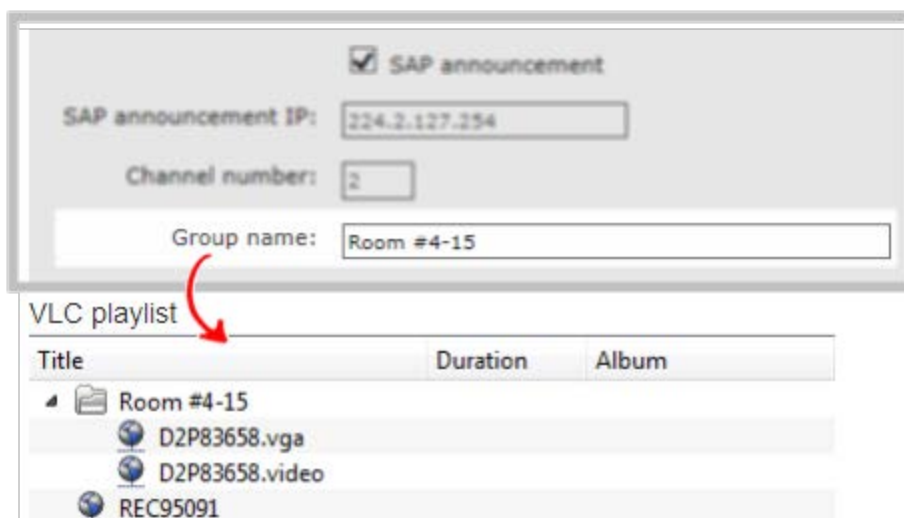 SAP announcement
SAP announcement IP: 224.2.127.254
Channel number: 2
Group name: Room #4-15
VLC playlist
Title Duration Album
Room #4-15
D2P83658.vga
D2P83658.video
REC95091